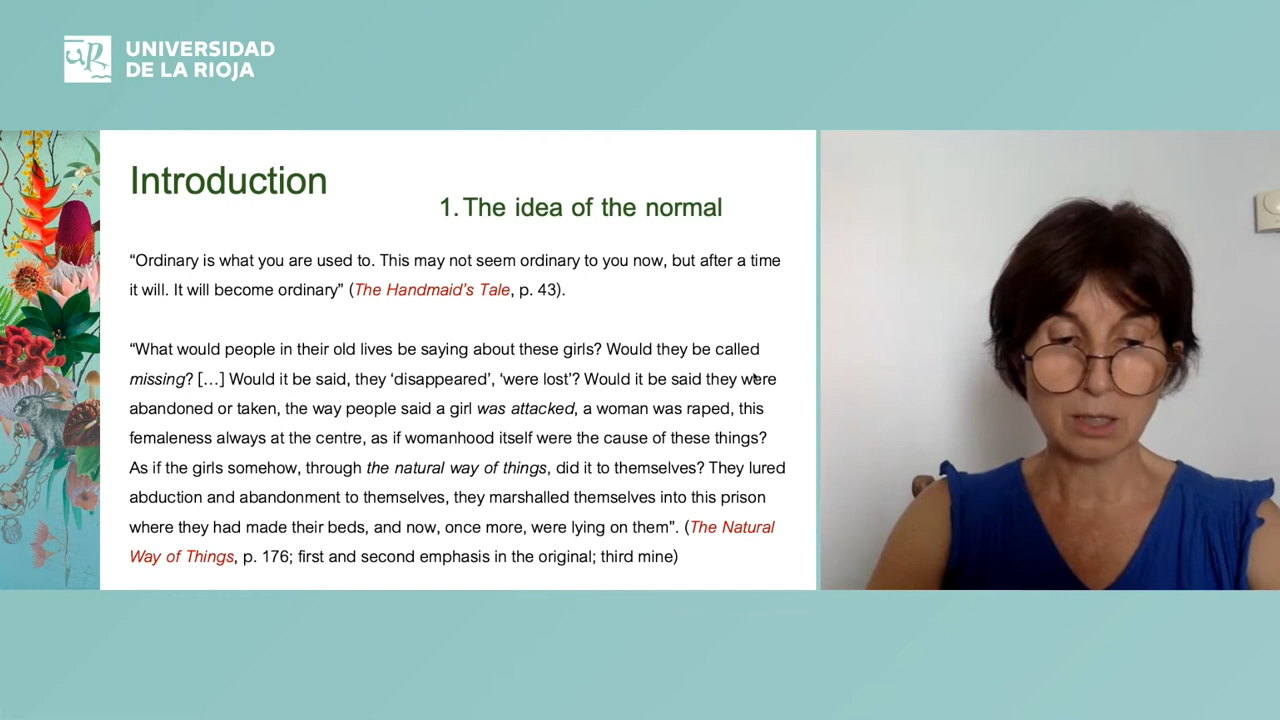 UNIVERSIDAD
DE LA RIOJA
Introduction
1. The idea of the normal
“Ordinary is what you are used to. This may not seem ordinary to you now, but after a time
it will. It will become ordinary” (The Handmaid’s Tale, p. 43).
“What would people in their old lives be saying about these girls? Would they be called
missing? […] Would it be said, they ‘disappeared’, ‘were lost’? Would it be said they were
abandoned or taken, the way people said a girl was attacked, a woman was raped, this
femaleness always at the centre, as if womanhood itself were the cause of these things?
As if the girls somehow, through the natural way of things, did it to themselves? They lured
abduction and abandonment to themselves, they marshalled themselves into this prison
where they had made their beds, and now, once more, were lying on them”. (The Natural
Way of Things, p. 176; first and second emphasis in the original; third mine)